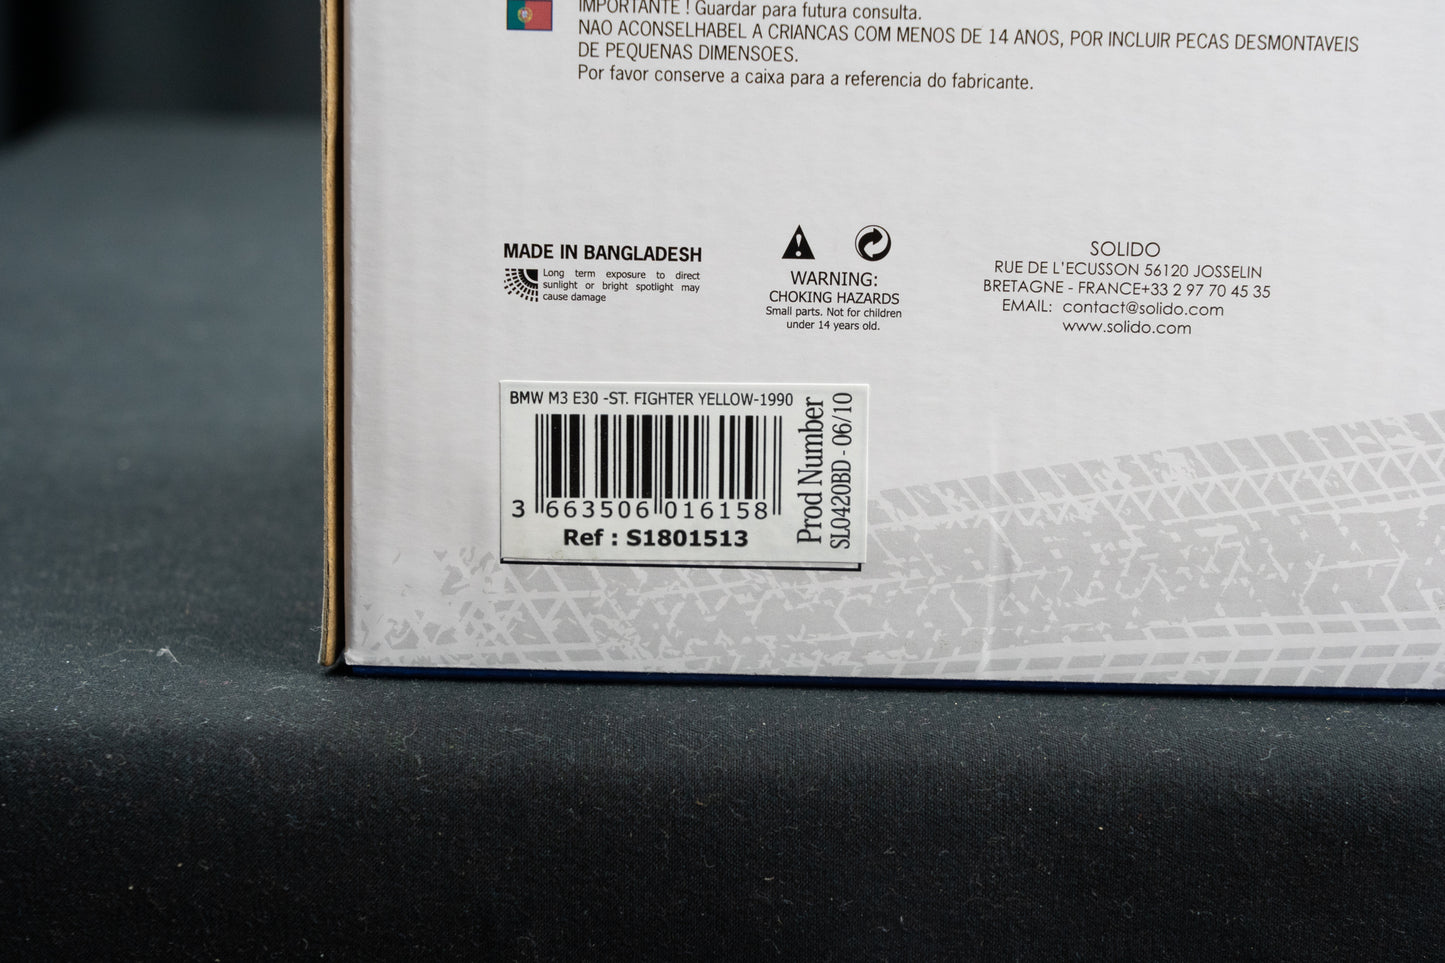 IMPORTANTE ! Guardar para futura consulta.
NAO ACONSELHABEL A CRIANCAS COM MENOS DE 14 ANOS, POR INCLUIR PECAS DESMONTAVEIS
DE PEQUENAS DIMENSOES.
Por favor conserve a caixa para a referencia do fabricante.
MADE IN BANGLADESH
Long term exposure to direct
sunlight or bright spotlight may
cause damage
WARNING:
CHOKING HAZARDS
Small parts. Not for children
under 14 years old.
SOLIDO
RUE DE L'ECUSSON 56120 JOSSELIN
BRETAGNE - FRANCE+33 2 97 70 45 35
EMAIL: contact@solido.com
www.solido.com
BMW M3 E30 -ST. FIGHTER YELLOW-1990
3 663506 016158
Ref : S1801513
Prod Number
SL0420BD - 06/10